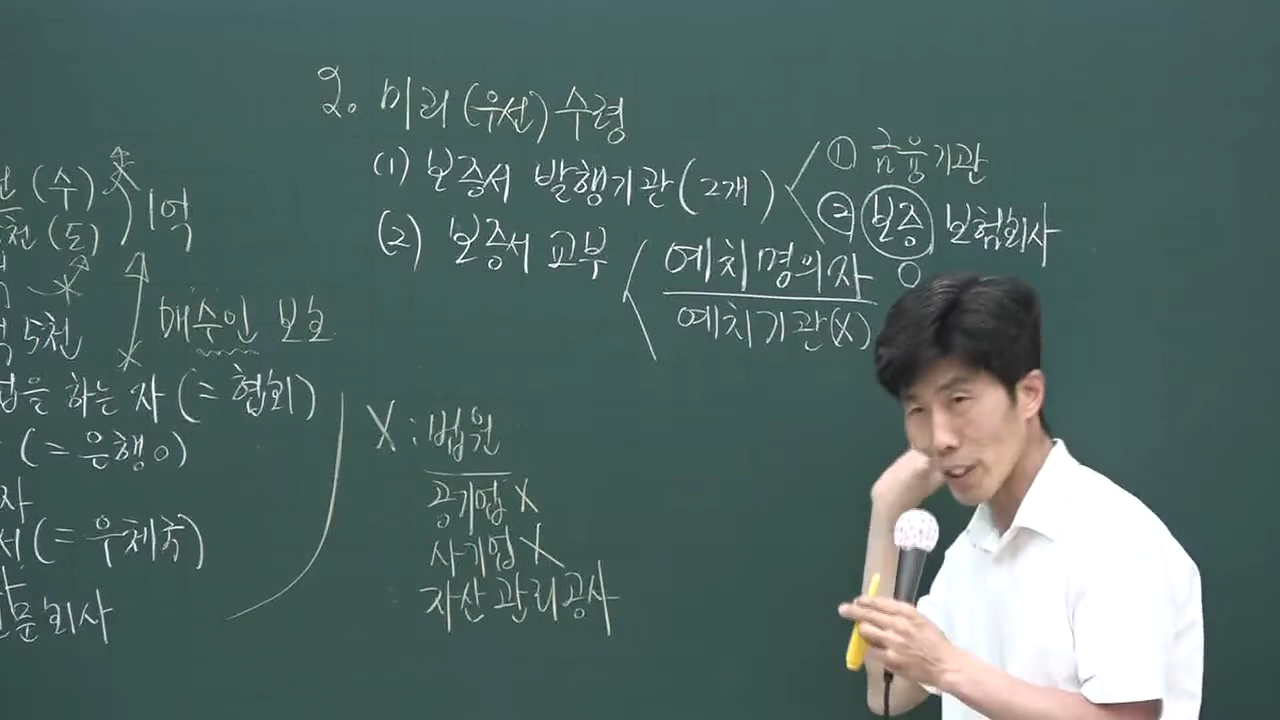 2. 미리 (우선) 수령
(1) 보증서 발행기관 (2개)
① 금융기관
② 보증 보험회사
(2) 보증서 교부
예치명의자 ○
예치기관(X)
(수)
1억
천 (도)
5천
매수인 보호
업을 하는 자 (= 협회)
(= 은행 ○)
자
서 (= 우체국)
문회사
X : 법원
공기업 X
사기업 X
자산관리공사